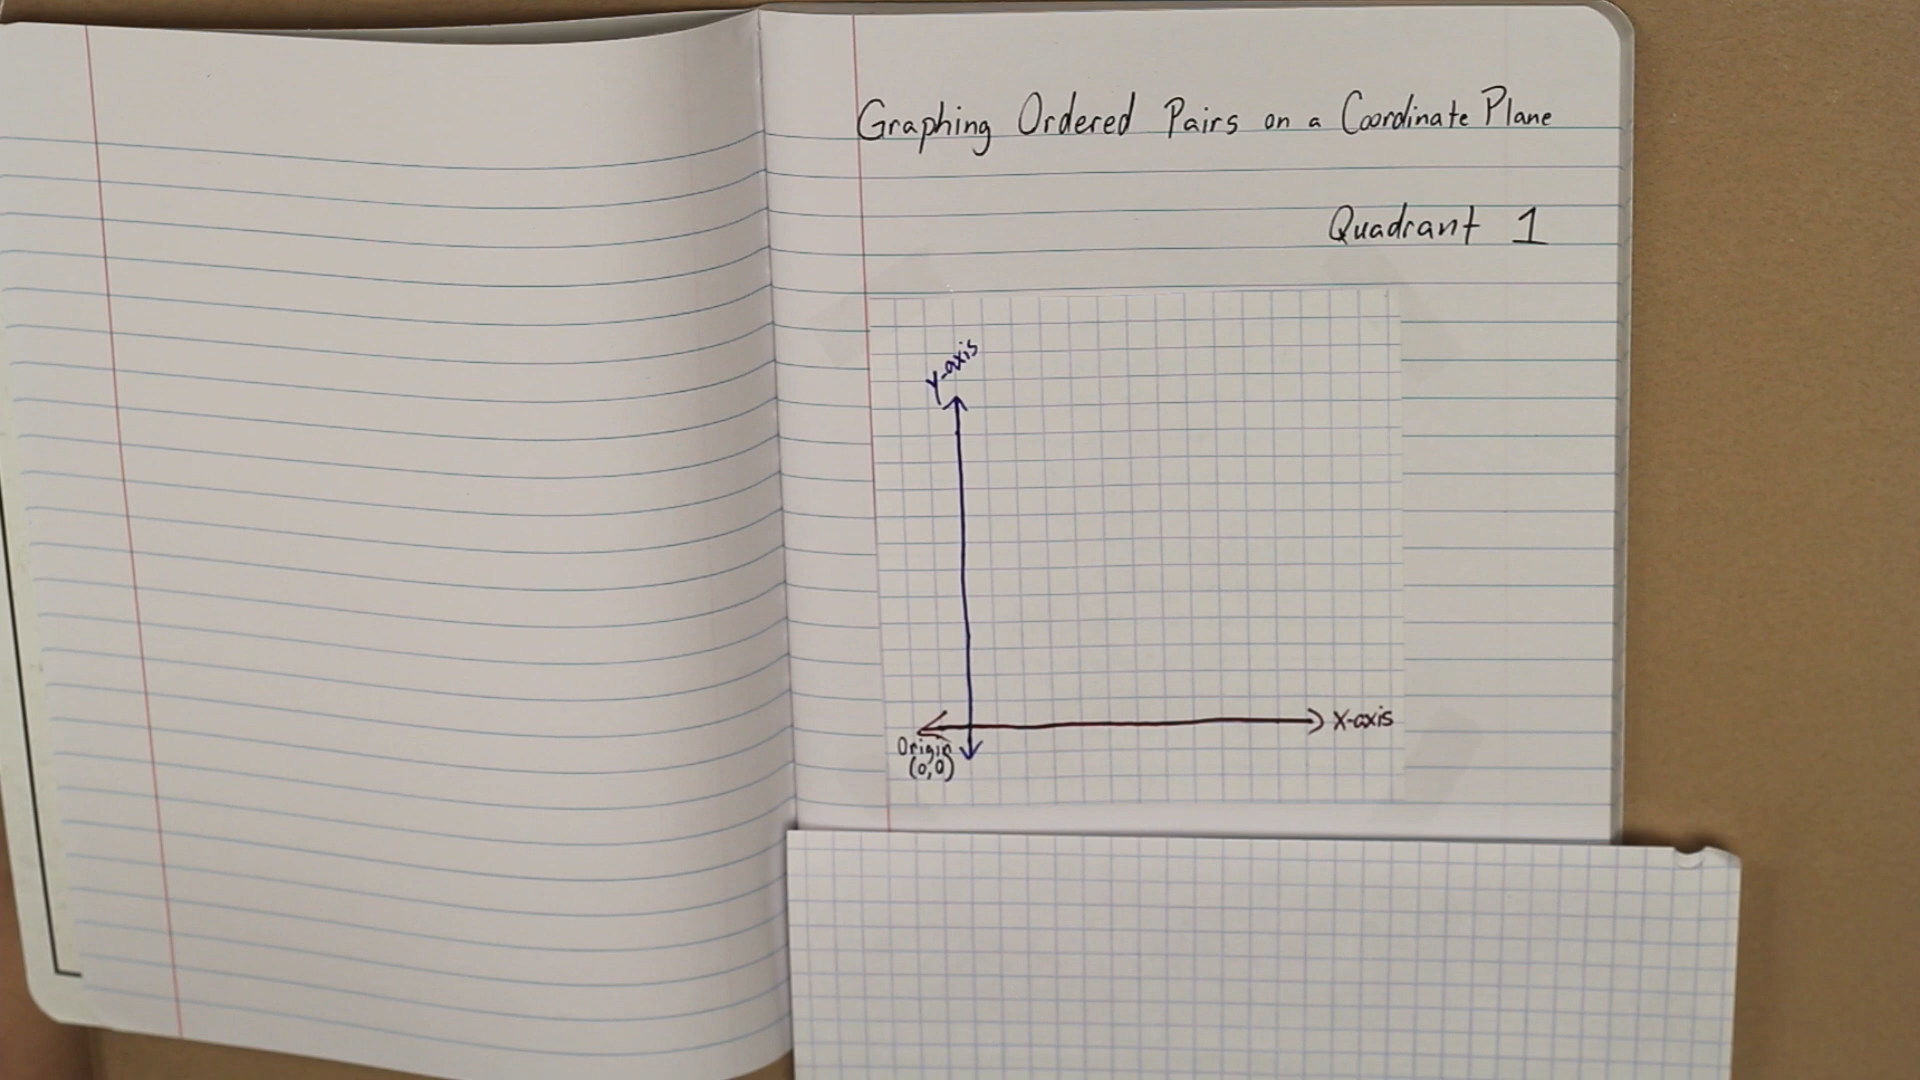 Graphing Ordered Pairs on a Coordinate Plane
Quadrant 1
Y-axis
X-axis
Origin
(0,0)